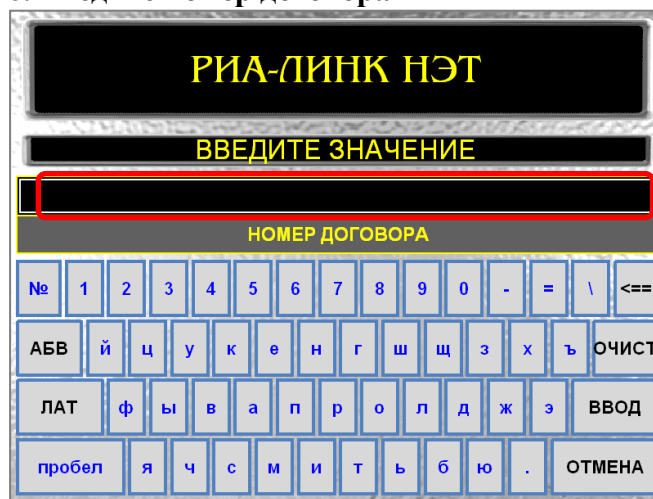 РИА-ЛИНК НЭТ
ВВЕДИТЕ ЗНАЧЕНИЕ
НОМЕР ДОГОВОРА
№ 1 2 3 4 5 6 7 8 9 0 - = \ <==
АБВ й ц у к е н г ш щ з х ъ ОЧИСТ
ЛАТ ф ы в а п р о л д ж э ВВОД
пробел я ч с м и т ь б ю . ОТМЕНА